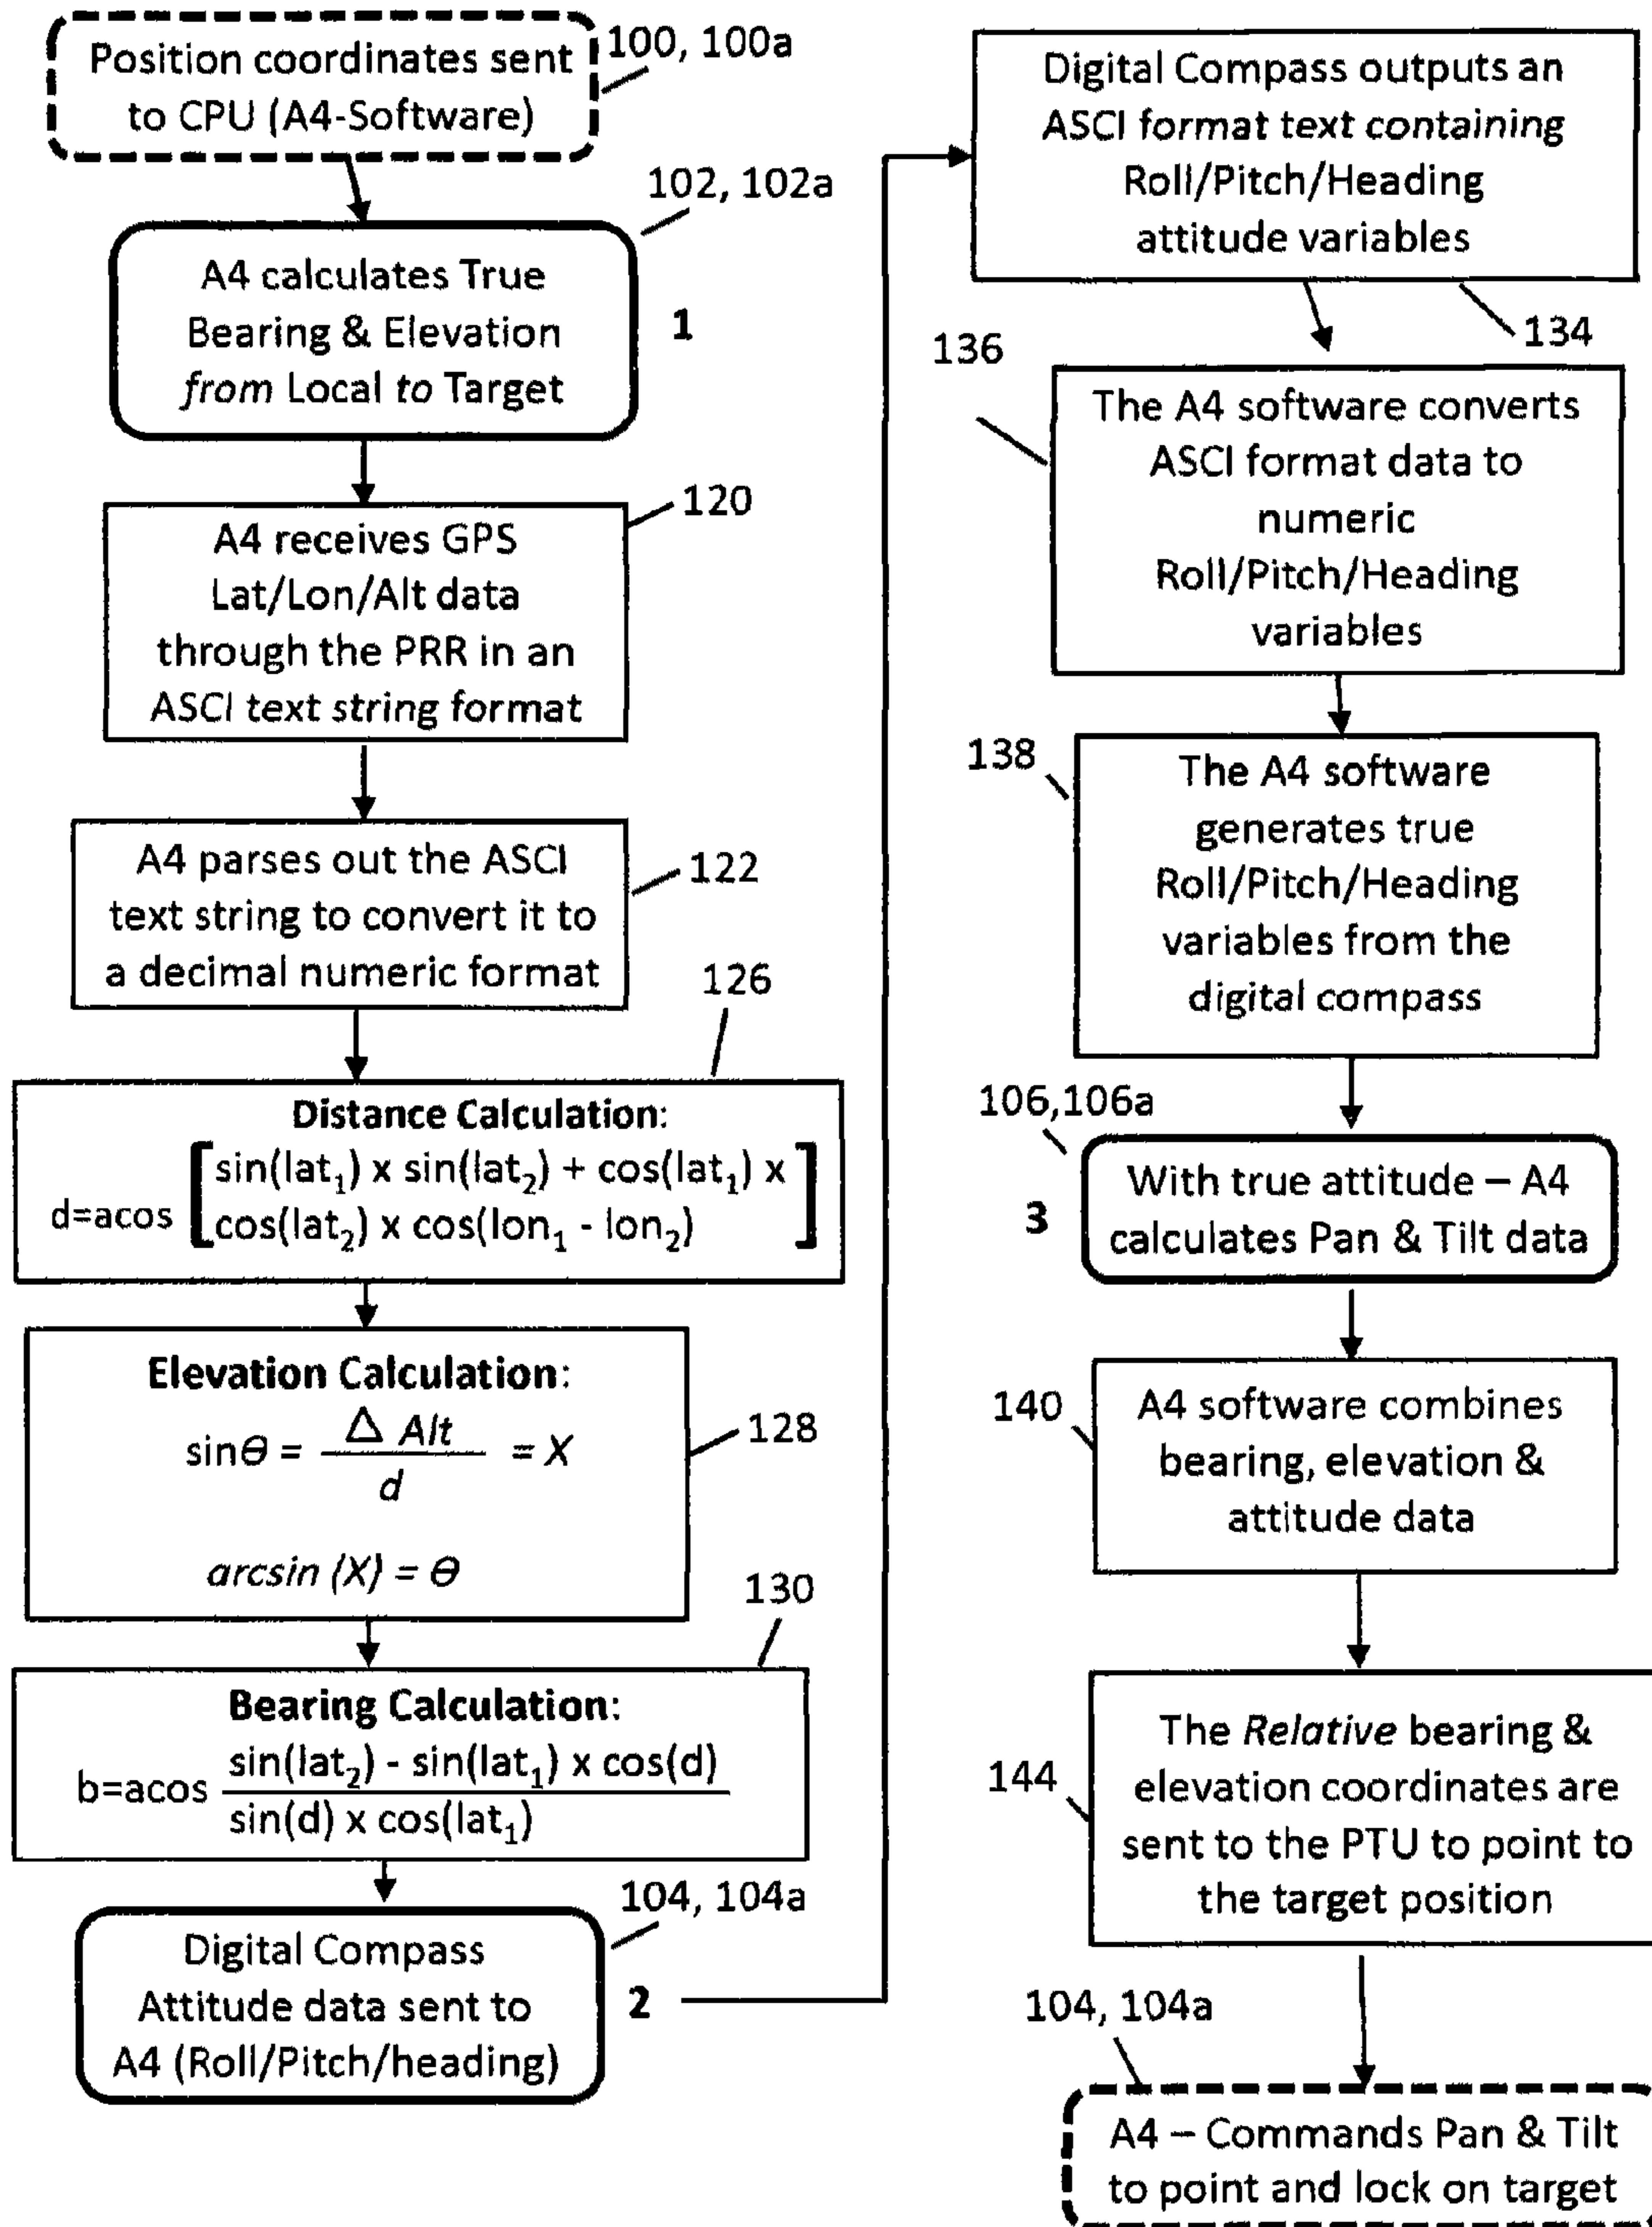 Position coordinates sent
to CPU (A4-Software)
100, 100a
102, 102a
A4 calculates True
Bearing & Elevation
from Local to Target
1
120
A4 receives GPS
Lat/Lon/Alt data
through the PRR in an
ASCI text string format
A4 parses out the ASCI
text string to convert it to
a decimal numeric format
122
126
Distance Calculation:
d=acos [sin(lat₁) x sin(lat₂) + cos(lat₁) x
cos(lat₂) x cos(lon₁ - lon₂)]
Elevation Calculation:
sinθ = Δ Alt / d = X
arcsin (X) = θ
128
130
Bearing Calculation:
b=acos sin(lat₂) - sin(lat₁) x cos(d)
sin(d) x cos(lat₁)
104, 104a
Digital Compass
Attitude data sent to
A4 (Roll/Pitch/heading)
2
Digital Compass outputs an
ASCI format text containing
Roll/Pitch/Heading
attitude variables
134
136
The A4 software converts
ASCI format data to
numeric
Roll/Pitch/Heading
variables
138
The A4 software
generates true
Roll/Pitch/Heading
variables from the
digital compass
106,106a
3
With true attitude – A4
calculates Pan & Tilt data
140
A4 software combines
bearing, elevation &
attitude data
144
The Relative bearing &
elevation coordinates are
sent to the PTU to point to
the target position
104, 104a
A4 – Commands Pan & Tilt
to point and lock on target